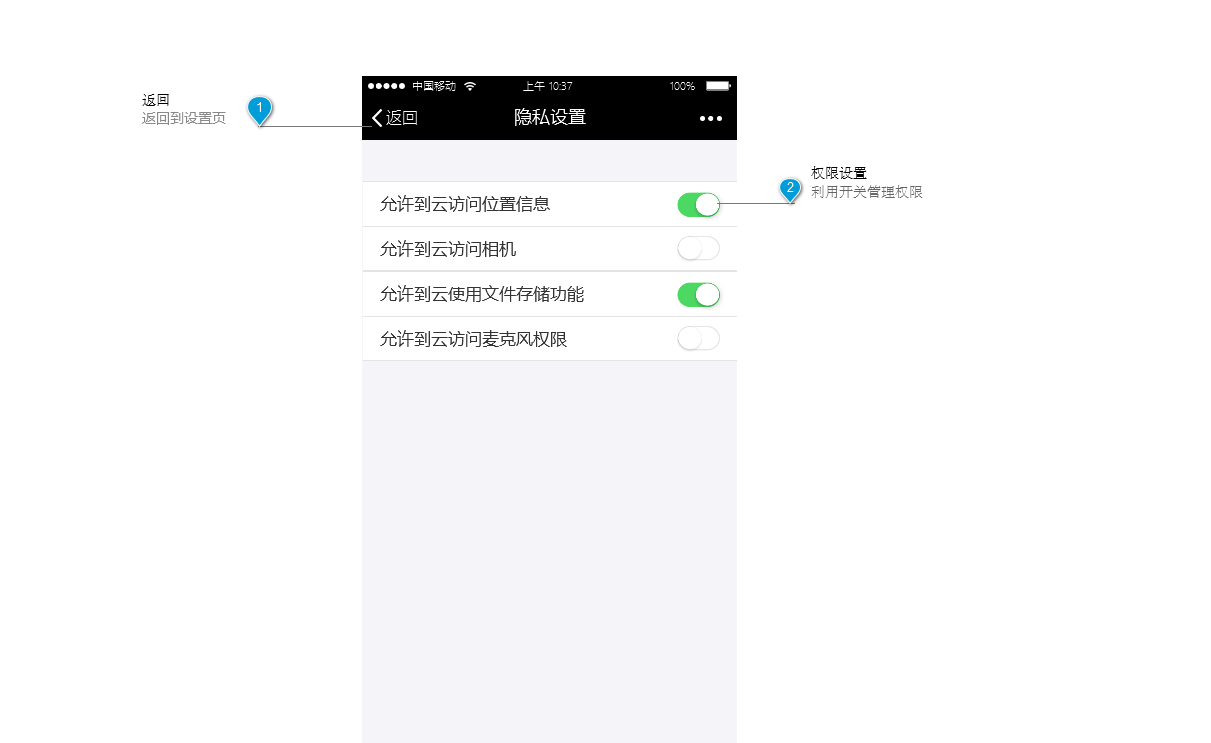 中国移动 上午 10:37 100%
返回
返回到设置页
1
返回 隐私设置
权限设置
2
利用开关管理权限
允许到云访问位置信息
允许到云访问相机
允许到云使用文件存储功能
允许到云访问麦克风权限